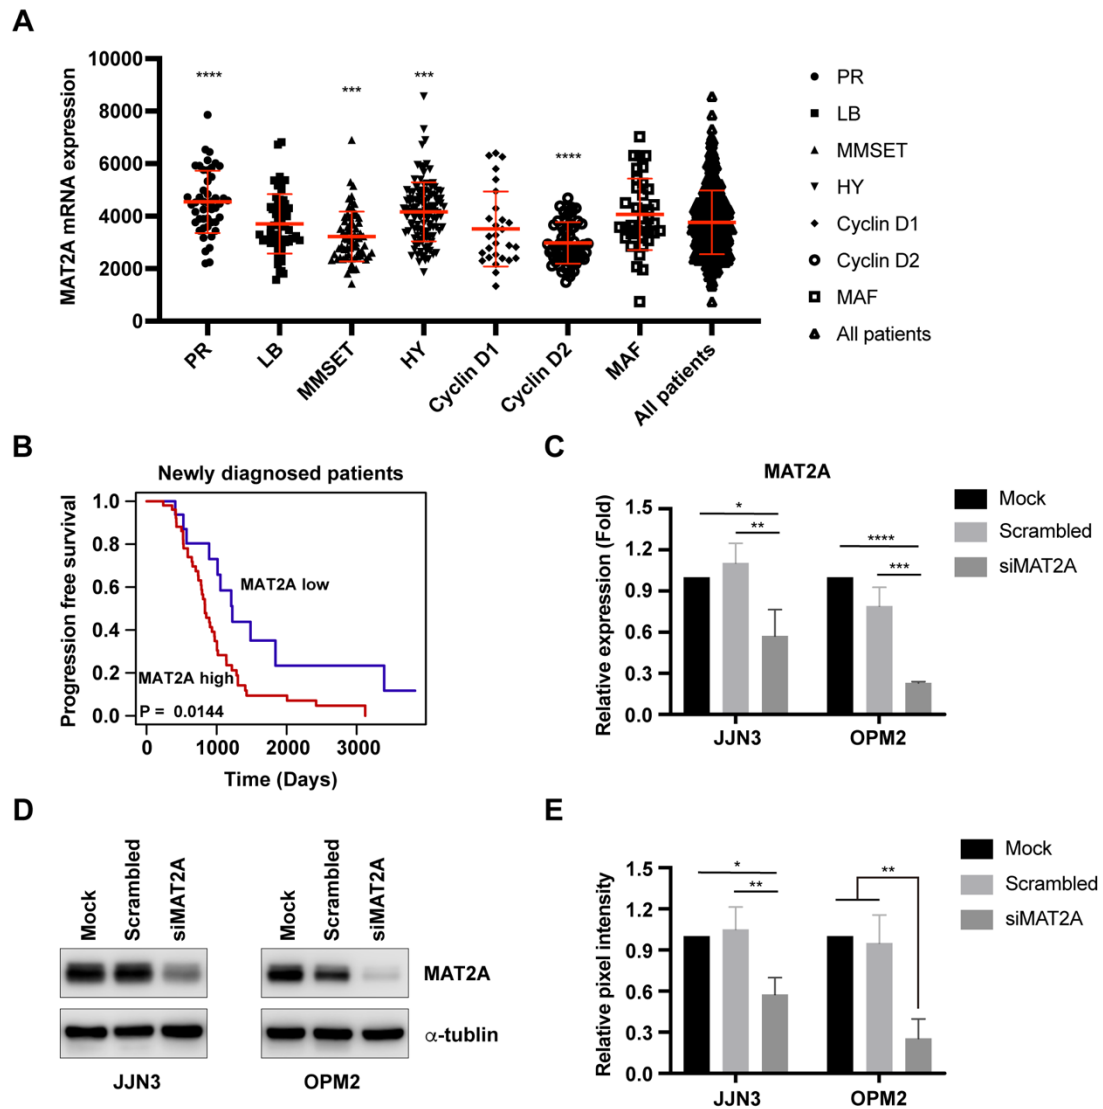 A
MAT2A mRNA expression
10000
8000
6000
4000
2000
0
****
***
***
****
PR
LB
MMSET
HY
Cyclin D1
Cyclin D2
MAF
All patients
PR
LB
MMSET
HY
Cyclin D1
Cyclin D2
MAF
All patients
B
Newly diagnosed patients
Progression free survival
1.0
0.8
0.6
0.4
0.2
0.0
MAT2A low
MAT2A high
P = 0.0144
0
1000
2000
3000
Time (Days)
C
MAT2A
Relative expression (Fold)
1.5
1.2
0.9
0.6
0.3
0.0
*
**
****
***
JJN3
OPM2
Mock
Scrambled
siMAT2A
D
Mock
Scrambled
siMAT2A
Mock
Scrambled
siMAT2A
MAT2A
α-tublin
JJN3
OPM2
E
Relative pixel intensity
1.5
1.2
0.9
0.6
0.3
0.0
*
**
**
JJN3
OPM2
Mock
Scrambled
siMAT2A